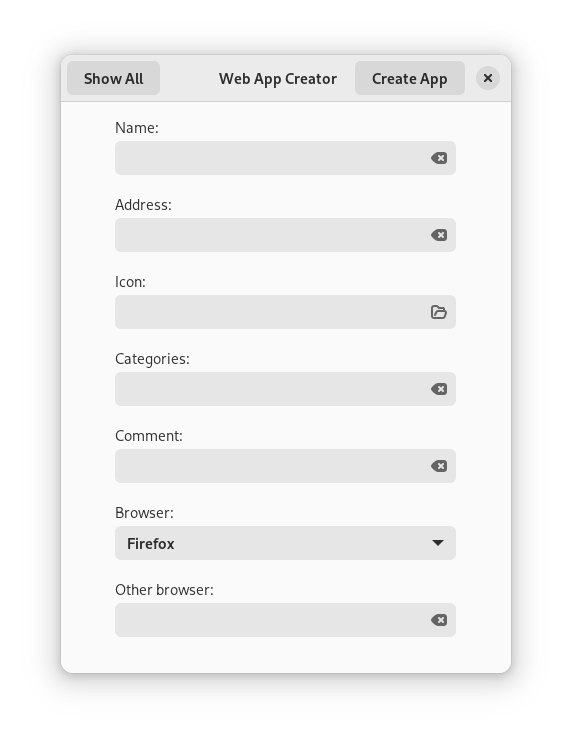 Show All
Web App Creator
Create App
Name:
Address:
Icon:
Categories:
Comment:
Browser:
Firefox
Other browser: